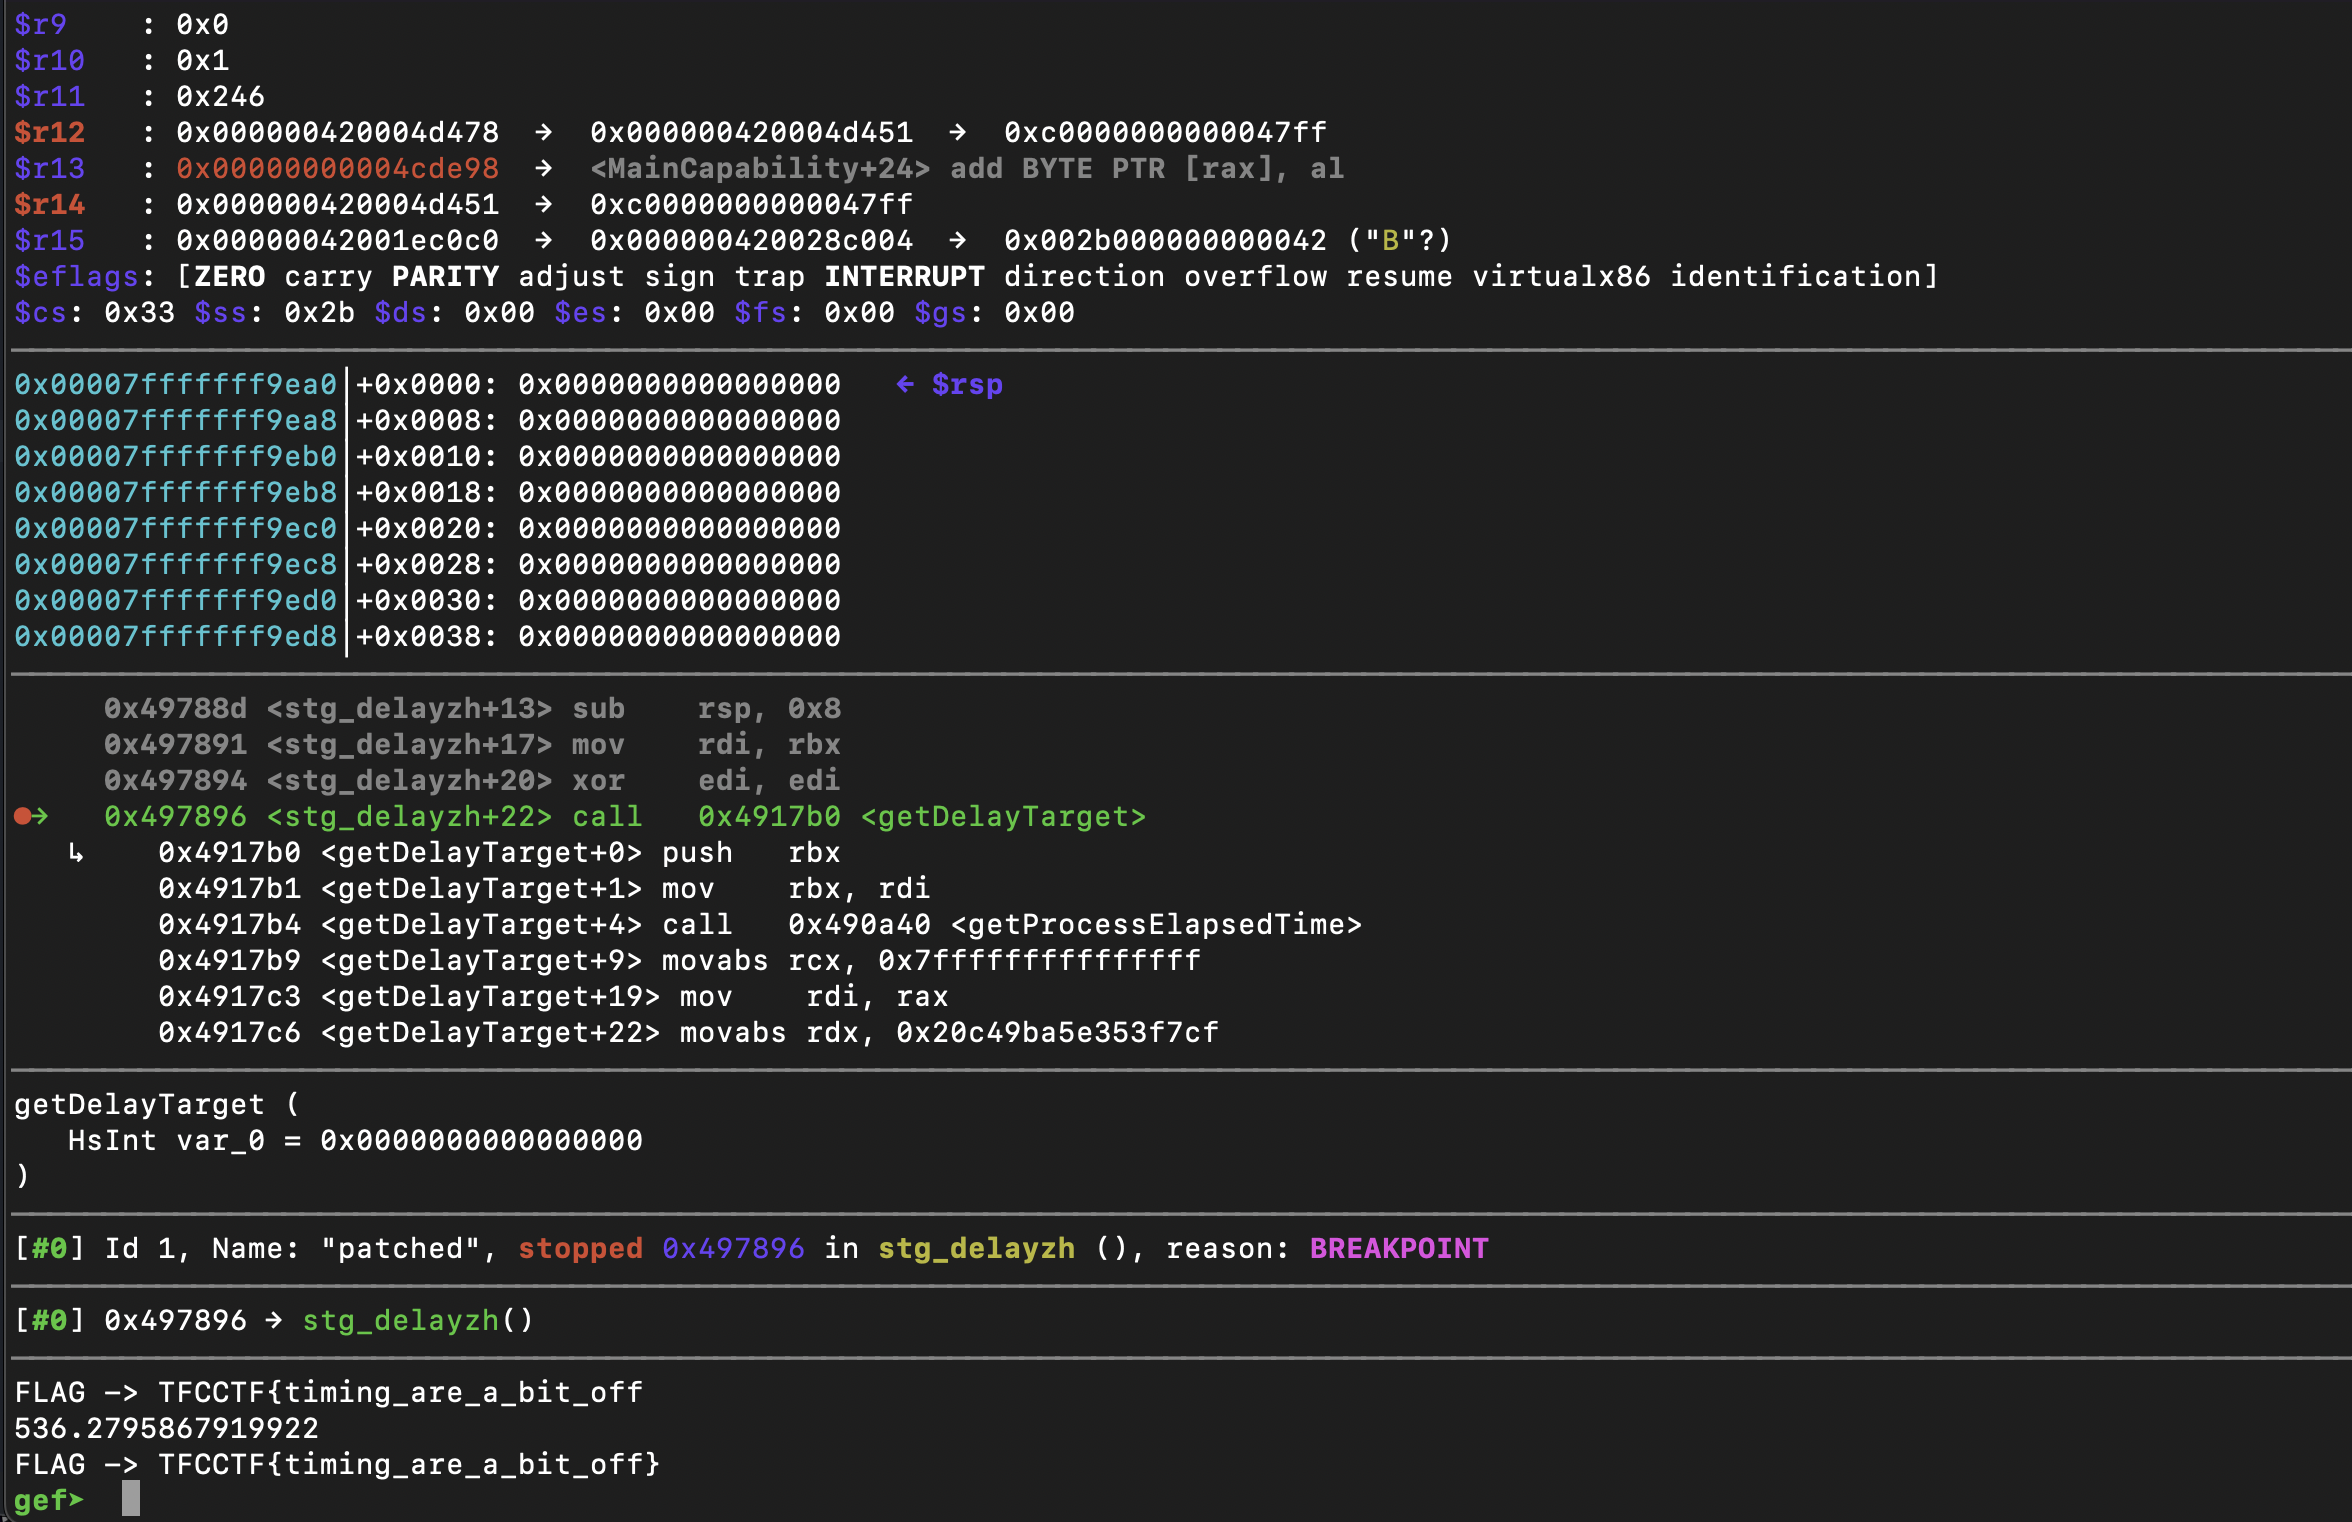 $r9    : 0x0
$r10   : 0x1
$r11   : 0x246
$r12   : 0x000000420004d478  →  0x000000420004d451  →  0xc0000000000047ff
$r13   : 0x00000000004cde98  →  <MainCapability+24> add BYTE PTR [rax], al
$r14   : 0x000000420004d451  →  0xc0000000000047ff
$r15   : 0x00000042001ec0c0  →  0x000000420028c004  →  0x002b000000000042 ("B"?)
$eflags: [ZERO carry PARITY adjust sign trap INTERRUPT direction overflow resume virtualx86 identification]
$cs: 0x33 $ss: 0x2b $ds: 0x00 $es: 0x00 $fs: 0x00 $gs: 0x00
0x00007fffffff9ea0│+0x0000: 0x0000000000000000   ← $rsp
0x00007fffffff9ea8│+0x0008: 0x0000000000000000
0x00007fffffff9eb0│+0x0010: 0x0000000000000000
0x00007fffffff9eb8│+0x0018: 0x0000000000000000
0x00007fffffff9ec0│+0x0020: 0x0000000000000000
0x00007fffffff9ec8│+0x0028: 0x0000000000000000
0x00007fffffff9ed0│+0x0030: 0x0000000000000000
0x00007fffffff9ed8│+0x0038: 0x0000000000000000
0x49788d <stg_delayzh+13> sub    rsp, 0x8
0x497891 <stg_delayzh+17> mov    rdi, rbx
0x497894 <stg_delayzh+20> xor    edi, edi
●→   0x497896 <stg_delayzh+22> call   0x4917b0 <getDelayTarget>
↳    0x4917b0 <getDelayTarget+0> push   rbx
0x4917b1 <getDelayTarget+1> mov    rbx, rdi
0x4917b4 <getDelayTarget+4> call   0x490a40 <getProcessElapsedTime>
0x4917b9 <getDelayTarget+9> movabs rcx, 0x7fffffffffffffff
0x4917c3 <getDelayTarget+19> mov    rdi, rax
0x4917c6 <getDelayTarget+22> movabs rdx, 0x20c49ba5e353f7cf
getDelayTarget (
HsInt var_0 = 0x0000000000000000
)
[#0] Id 1, Name: "patched", stopped 0x497896 in stg_delayzh (), reason: BREAKPOINT
[#0] 0x497896 → stg_delayzh()
FLAG -> TFCCTF{timing_are_a_bit_off
536.2795867919922
FLAG -> TFCCTF{timing_are_a_bit_off}
gef➤